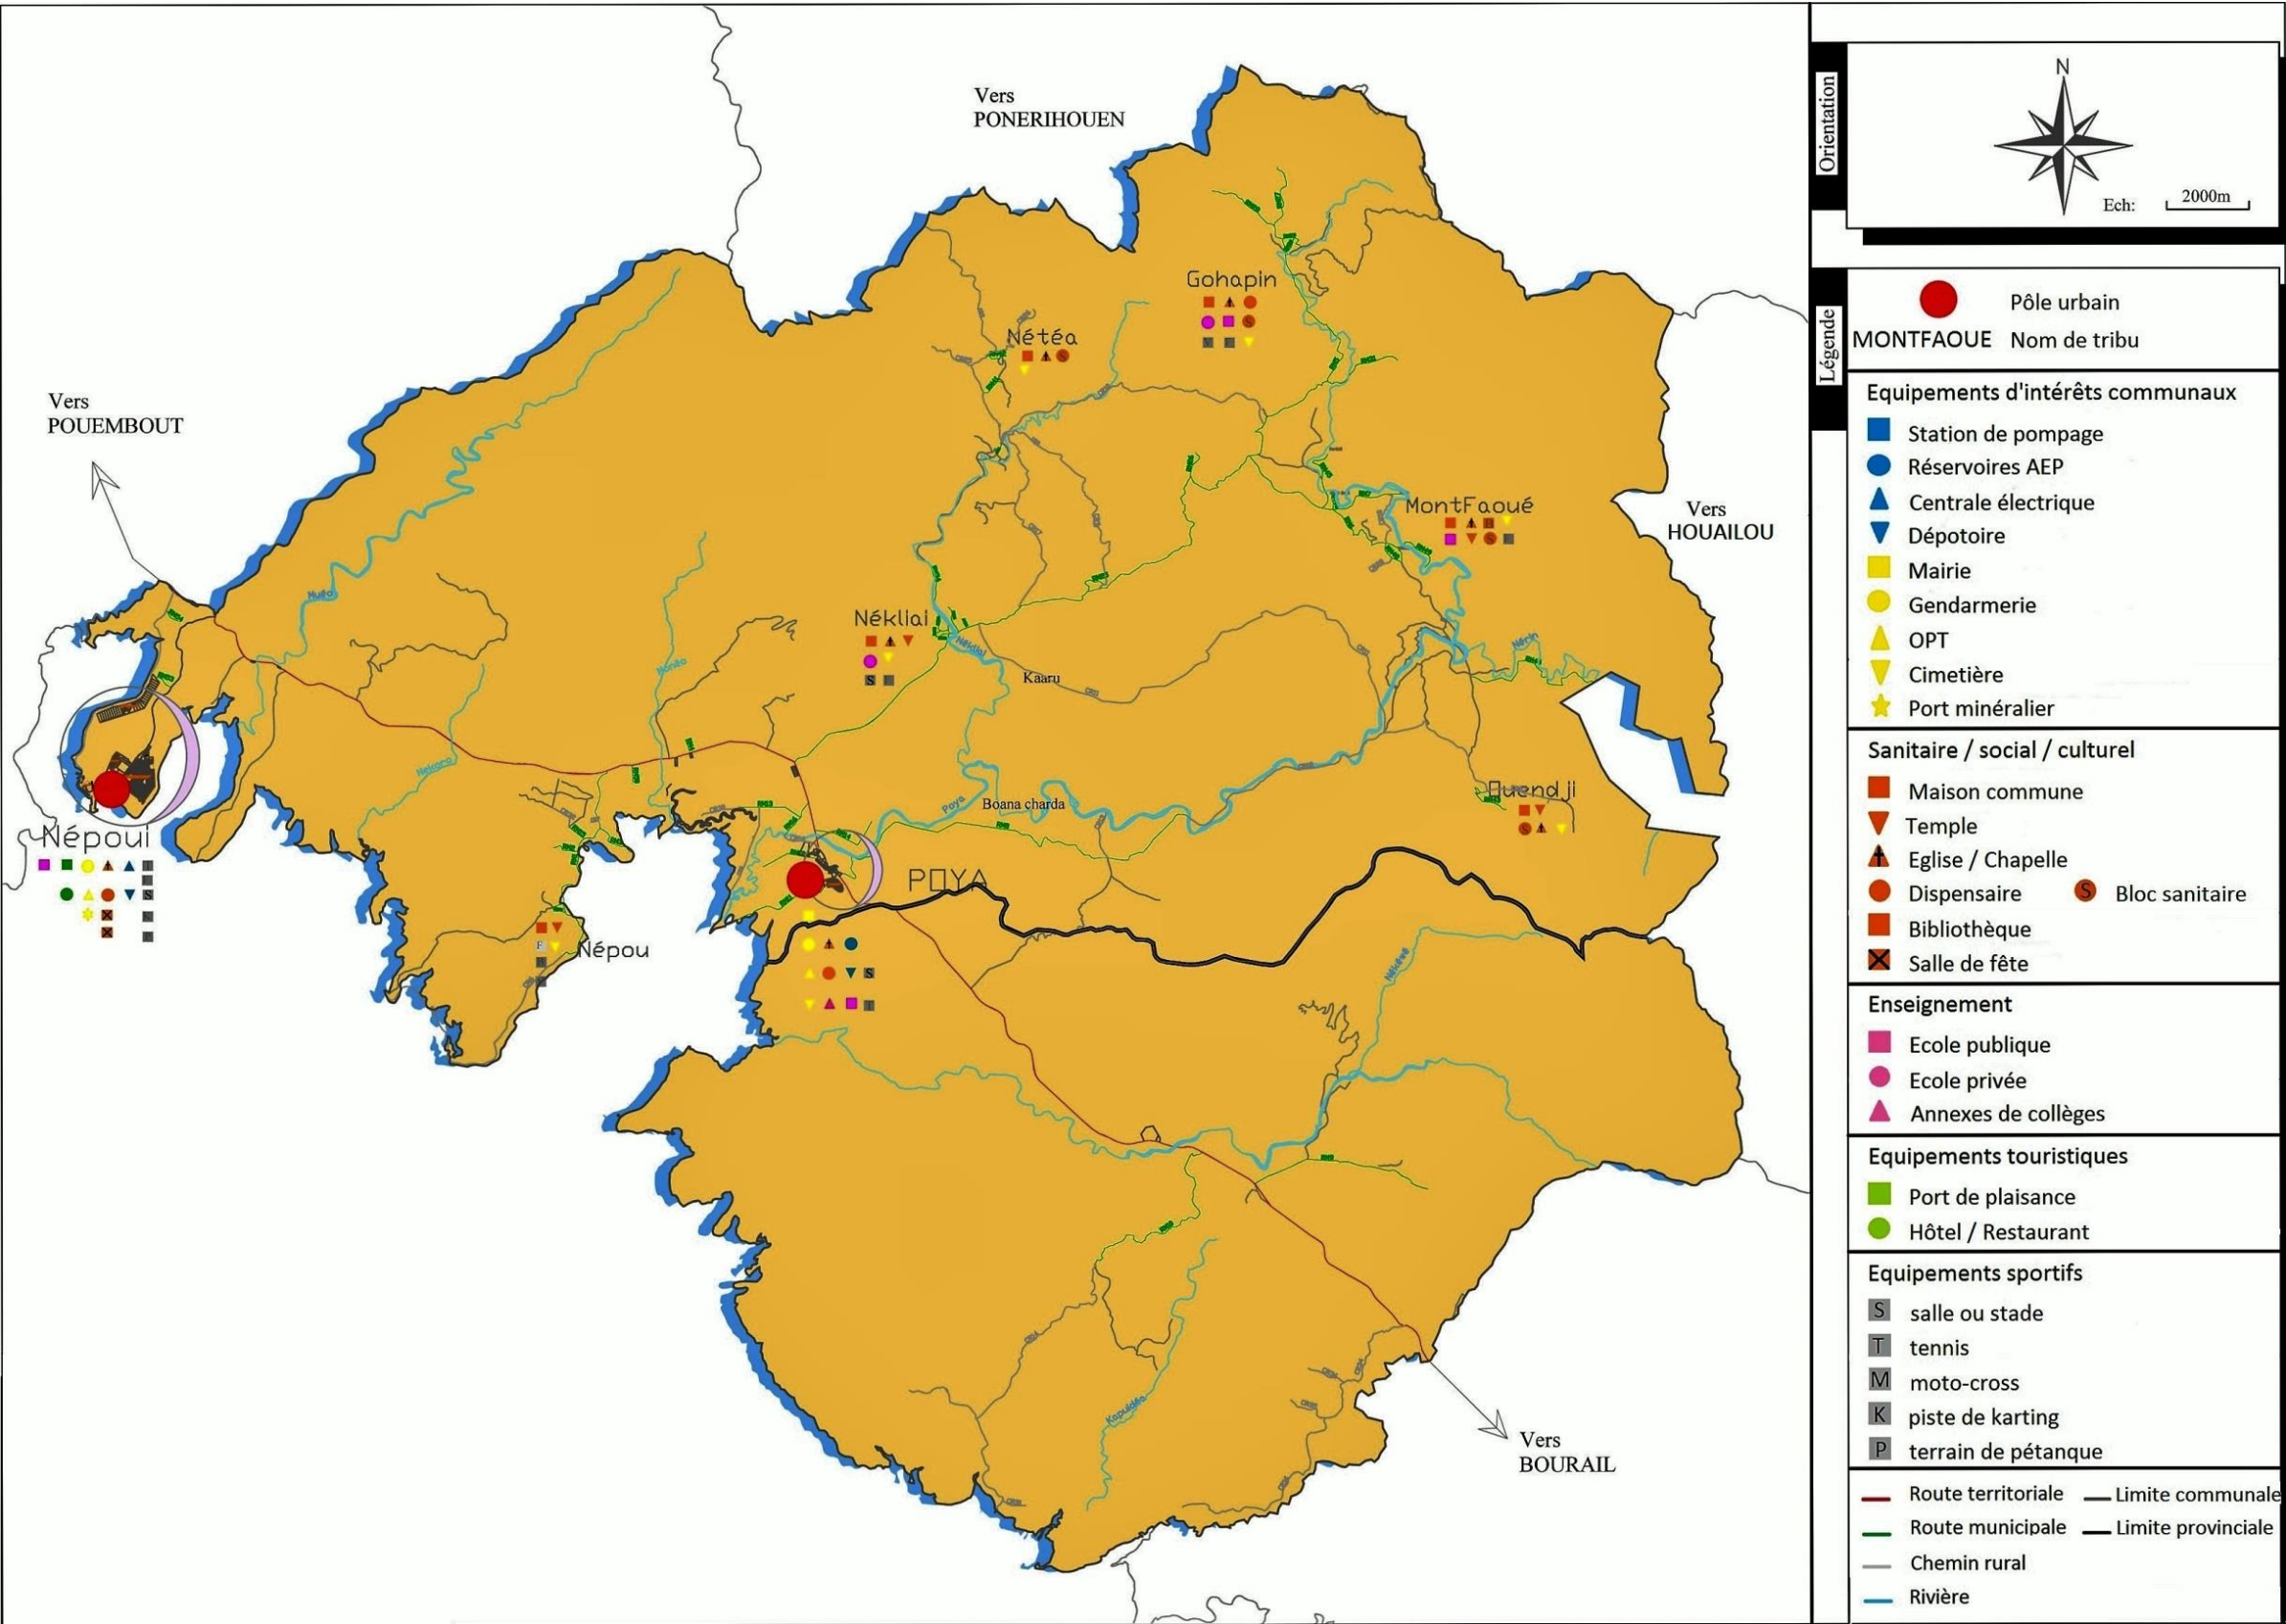 Vers
PONERIHOUEN
Gohapin
Nétéa
Vers
POUEMBOUT
MontFaoué
Vers
HOUAILOU
Muéo
Nékliai
Nékliai
Nérin
Kaaru
Monéo
Nekoro
Népoui
Poya
Boana charda
Népou
Vers
BOURAIL
Orientation
N
Ech: 2000m
Légende
Pôle urbain
MONTFAOUE Nom de tribu
Equipements d'intérêts communaux
Station de pompage
Réservoires AEP
Centrale électrique
Dépotoire
Mairie
Gendarmerie
OPT
Cimetière
Port minéralier
Sanitaire / social / culturel
Maison commune
Temple
Eglise / Chapelle
Dispensaire S Bloc sanitaire
Bibliothèque
Salle de fête
Enseignement
Ecole publique
Ecole privée
Annexes de collèges
Equipements touristiques
Port de plaisance
Hôtel / Restaurant
Equipements sportifs
S salle ou stade
T tennis
M moto-cross
K piste de karting
P terrain de pétanque
Route territoriale Limite communale
Route municipale Limite provinciale
Chemin rural
Rivière